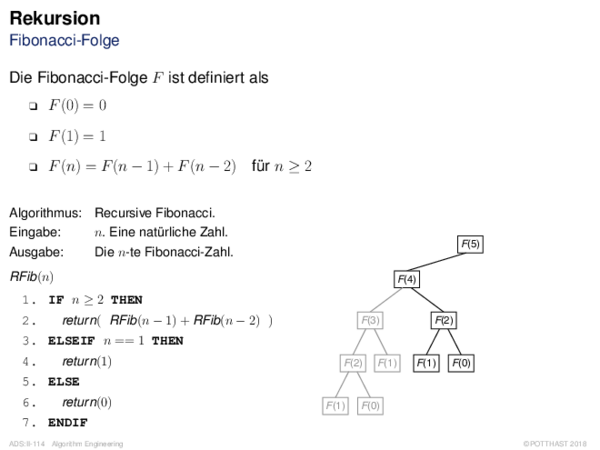 Rekursion
Fibonacci-Folge
Die Fibonacci-Folge F ist definiert als
❑ F(0) = 0
❑ F(1) = 1
❑ F(n) = F(n − 1) + F(n − 2) für n ≥ 2
Algorithmus: Recursive Fibonacci.
Eingabe: n. Eine natürliche Zahl.
Ausgabe: Die n-te Fibonacci-Zahl.
RFib(n)
1. IF n ≥ 2 THEN
2. return( RFib(n − 1) + RFib(n − 2) )
3. ELSEIF n == 1 THEN
4. return(1)
5. ELSE
6. return(0)
7. ENDIF
F(5)
F(4)
F(3) F(2)
F(2) F(1) F(1) F(0)
F(1) F(0)
ADS:II-114 Algorithm Engineering © POTTHAST 2018